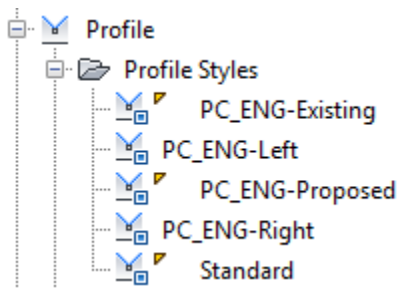 Profile
Profile Styles
PC_ENG-Existing
PC_ENG-Left
PC_ENG-Proposed
PC_ENG-Right
Standard